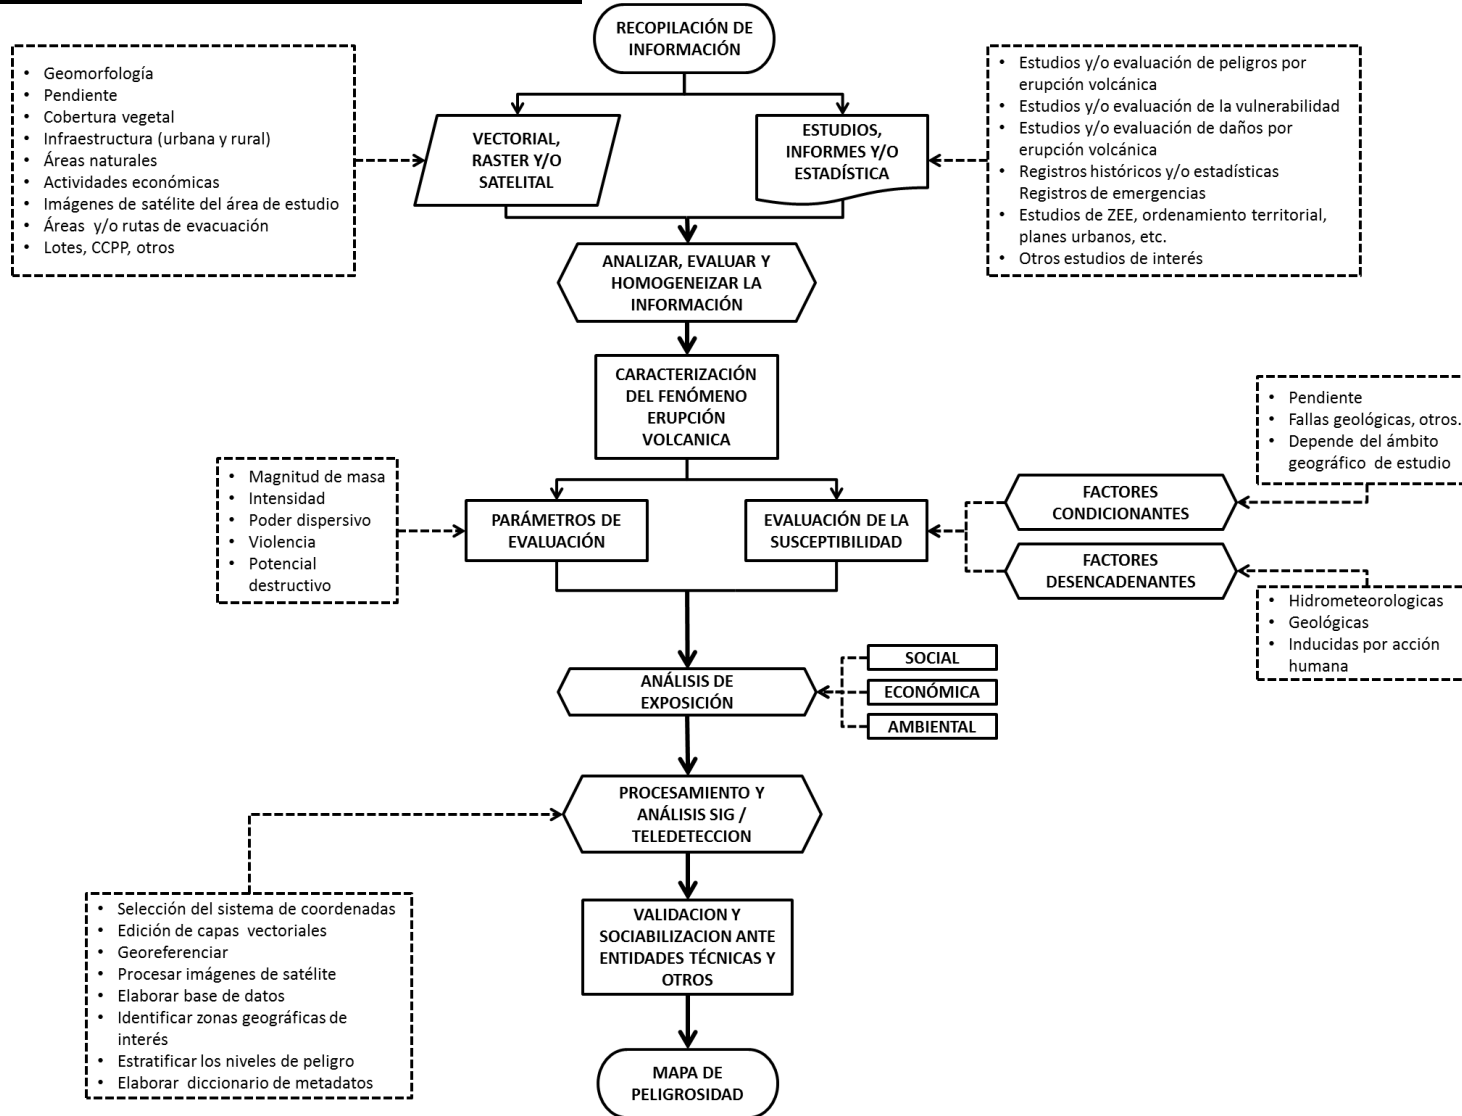 RECOPILACIÓN DE
INFORMACIÓN
• Geomorfología
• Pendiente
• Cobertura vegetal
• Infraestructura (urbana y rural)
• Áreas naturales
• Actividades económicas
• Imágenes de satélite del área de estudio
• Áreas y/o rutas de evacuación
• Lotes, CCPP, otros
VECTORIAL,
RASTER Y/O
SATELITAL
ESTUDIOS,
INFORMES Y/O
ESTADÍSTICA
• Estudios y/o evaluación de peligros por
erupción volcánica
• Estudios y/o evaluación de la vulnerabilidad
• Estudios y/o evaluación de daños por
erupción volcánica
• Registros históricos y/o estadísticas
Registros de emergencias
• Estudios de ZEE, ordenamiento territorial,
planes urbanos, etc.
• Otros estudios de interés
ANALIZAR, EVALUAR Y
HOMOGENEIZAR LA
INFORMACIÓN
CARACTERIZACIÓN
DEL FENÓMENO
ERUPCIÓN
VOLCANICA
• Magnitud de masa
• Intensidad
• Poder dispersivo
• Violencia
• Potencial
destructivo
PARÁMETROS DE
EVALUACIÓN
EVALUACIÓN DE LA
SUSCEPTIBILIDAD
FACTORES
CONDICIONANTES
• Pendiente
• Fallas geológicas, otros.
• Depende del ámbito
geográfico de estudio
FACTORES
DESENCADENANTES
• Hidrometeorologicas
• Geológicas
• Inducidas por acción
humana
ANÁLISIS DE
EXPOSICIÓN
SOCIAL
ECONÓMICA
AMBIENTAL
PROCESAMIENTO Y
ANÁLISIS SIG /
TELEDETECCION
• Selección del sistema de coordenadas
• Edición de capas vectoriales
• Georeferenciar
• Procesar imágenes de satélite
• Elaborar base de datos
• Identificar zonas geográficas de
interés
• Estratificar los niveles de peligro
• Elaborar diccionario de metadatos
VALIDACION Y
SOCIABILIZACION ANTE
ENTIDADES TÉCNICAS Y
OTROS
MAPA DE
PELIGROSIDAD